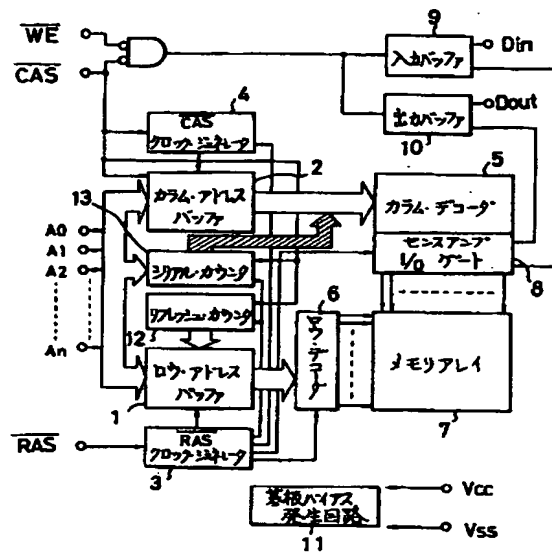 WE
CAS
9
入力バッファ
Din
4
CAS
クロック・ジェネレータ
出力バッファ
Dout
10
2
5
13
カラム・アドレス
バッファ
カラム・デコーダ
A0
A1
A2
An
シリアル・カウンタ
センスアンプ
I/Oゲート
8
12
リフレッシュ・カウンタ
6
ロウ・デコーダ
ロウ・アドレス
バッファ
1
メモリアレイ
7
RAS
RAS
クロック・ジェネレータ
3
基板バイアス
発生回路
11
Vcc
Vss